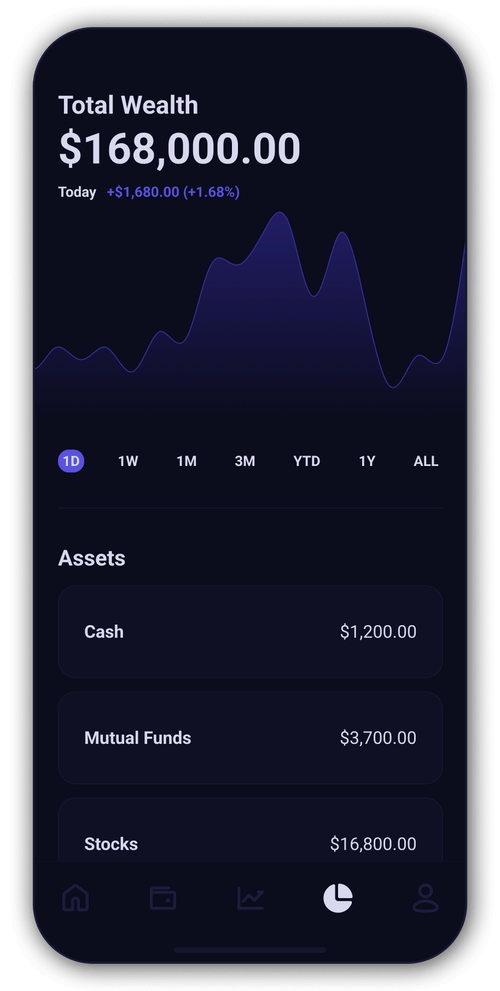 Total Wealth
$168,000.00
Today +$1,680.00 (+1.68%)
1D 1W 1M 3M YTD 1Y ALL
Assets
Cash $1,200.00
Mutual Funds $3,700.00
Stocks $16,800.00